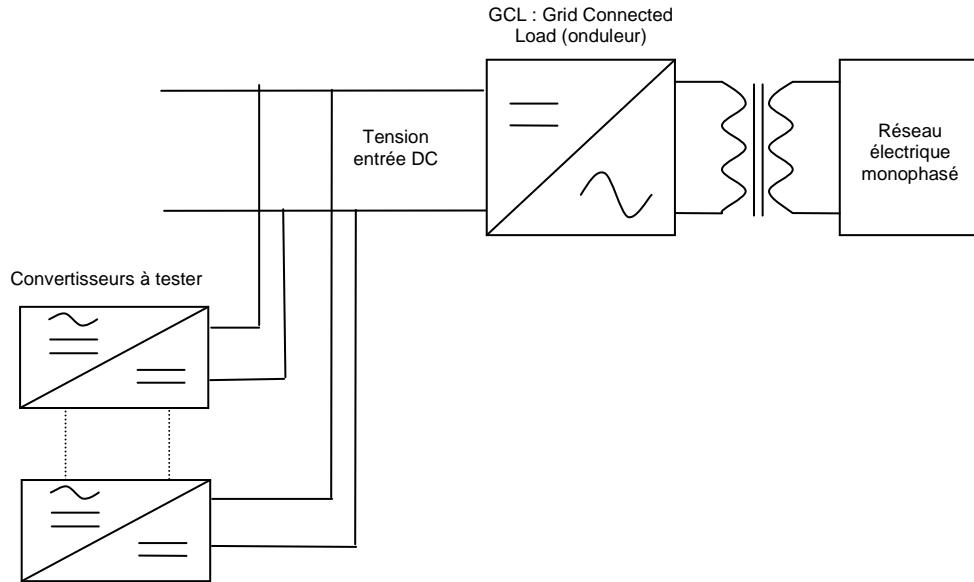 GCL : Grid Connected
Load (onduleur)
Tension
entrée DC
Réseau
électrique
monophasé
Convertisseurs à tester